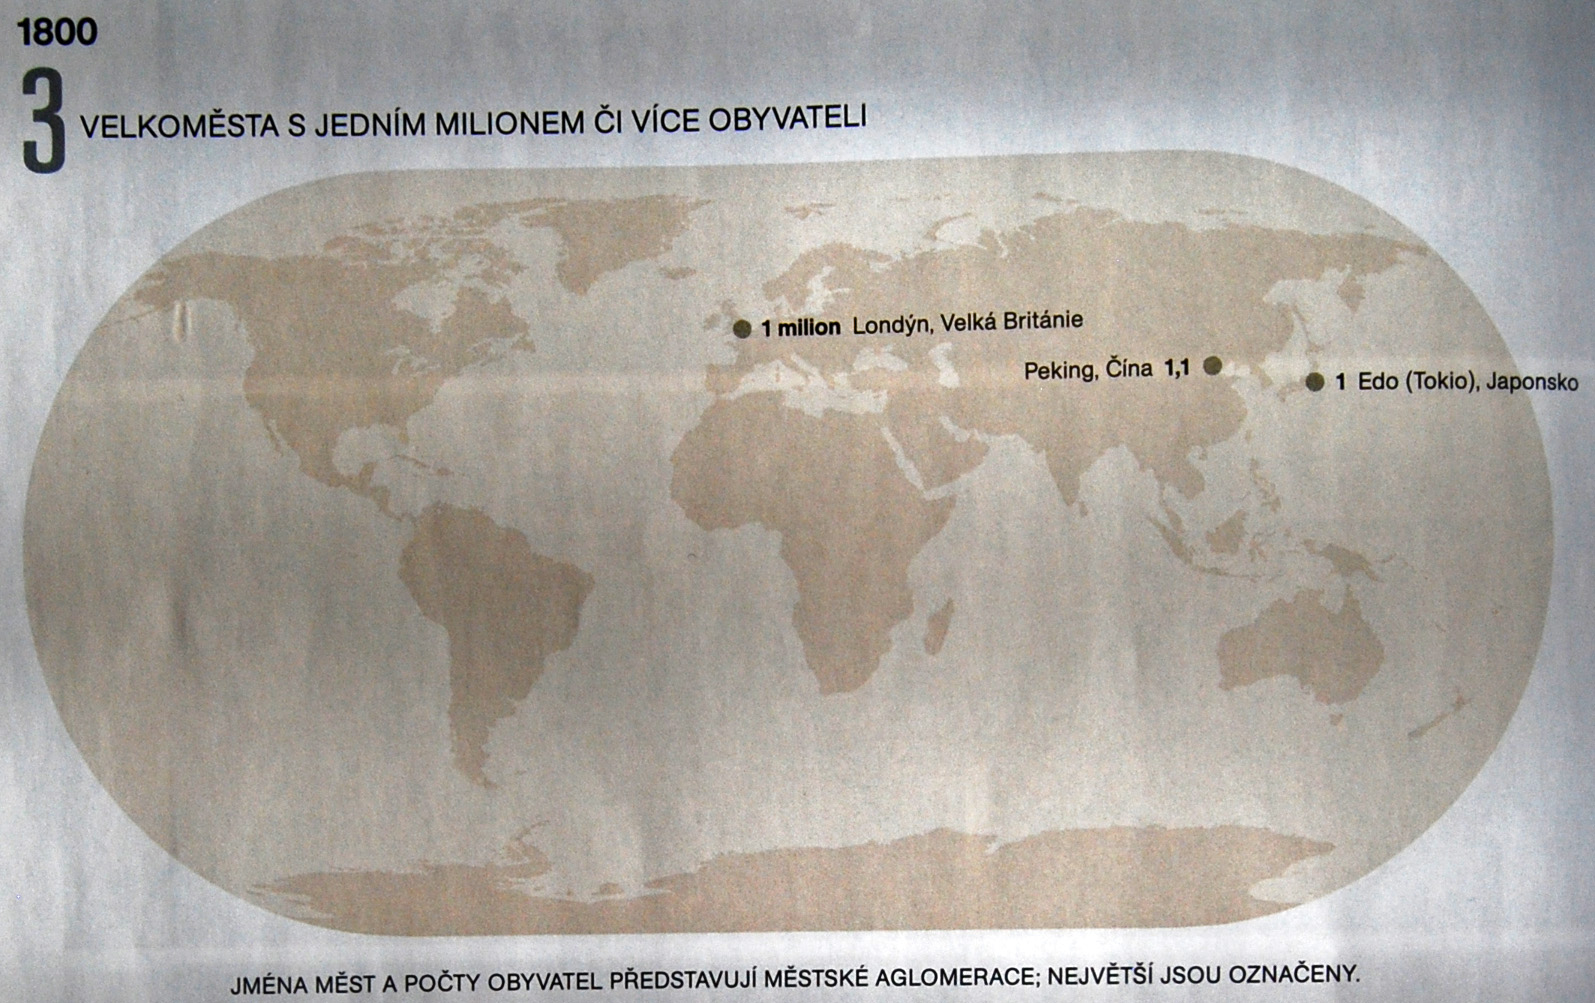 1800
3 VELKOMĚSTA S JEDNÍM MILIONEM ČI VÍCE OBYVATELI
1 milion Londýn, Velká Británie
Peking, Čína 1,1
1 Edo (Tokio), Japonsko
JMÉNA MĚST A POČTY OBYVATEL PŘEDSTAVUJÍ MĚSTSKÉ AGLOMERACE; NEJVĚTŠÍ JSOU OZNAČENY.